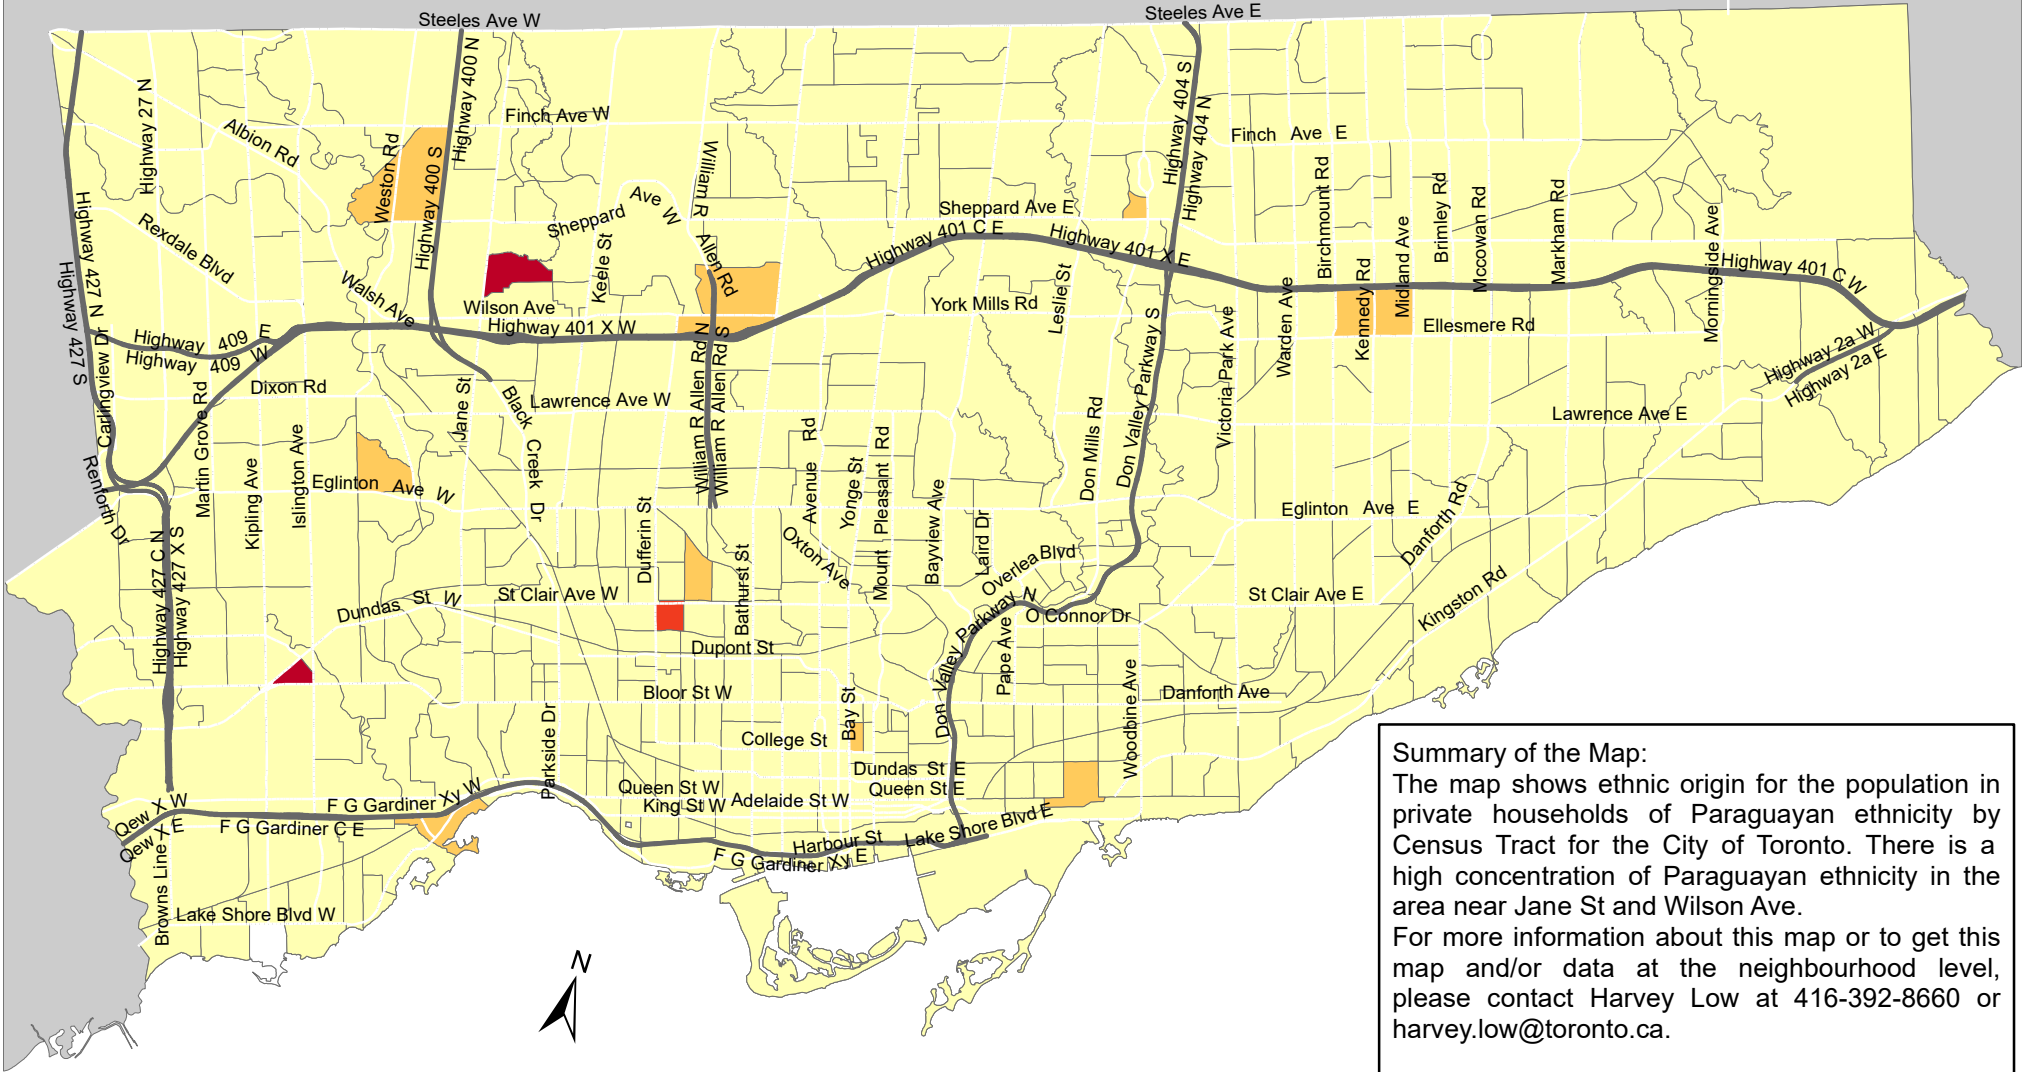 Steeles Ave W
Steeles Ave E
Highway 27 N
Albion Rd
Weston Rd
Highway 400 N
Highway 400 S
Finch Ave W
William R
Allen Rd
Highway 404 S
Highway 404 N
Finch Ave E
Highway 427 N
Highway 427 S
Rexdale Blvd
Walsh Ave
Sheppard Ave W
Keele St
Wilson Ave
Highway 401 X W
Highway 401 C E
Sheppard Ave E
Highway 401 X E
Leslie St
York Mills Rd
Birchmount Rd
Kennedy Rd
Midland Ave
Brimley Rd
Mccowan Rd
Markham Rd
Morningside Ave
Highway 401 C W
Ellesmere Rd
Warden Ave
Victoria Park Ave
Highway 2a W
Highway 2a E
Highway 409 E
Highway 409 W
Carlingview Dr
Dixon Rd
Martin Grove Rd
Kipling Ave
Islington Ave
Renforth Dr
Jane St
Black Creek Dr
Lawrence Ave W
William R Allen Rd N
William R Allen Rd S
Avenue Rd
Yonge St
Mount Pleasant Rd
Bayview Ave
Laird Dr
Don Mills Rd
Don Valley Parkway S
Lawrence Ave E
Eglinton Ave W
Eglinton Ave E
Danforth Rd
Kingston Rd
Highway 427 C N
Highway 427 X S
Dundas St W
St Clair Ave W
Dufferin St
Bathurst St
Oxton Ave
Overlea Blvd
O Connor Dr
St Clair Ave E
Don Valley Parkway N
Pape Ave
Dupont St
Bloor St W
Bay St
College St
Woodbine Ave
Danforth Ave
Parkside Dr
Dundas St E
Queen St E
Queen St W
King St W
Adelaide St W
Qew X W
Qew X E
F G Gardiner Xy W
F G Gardiner C E
Harbour St
Lake Shore Blvd E
F G Gardiner Xy E
Browns Line
Lake Shore Blvd W
N
Summary of the Map:
The map shows ethnic origin for the population in
private households of Paraguayan ethnicity by
Census Tract for the City of Toronto. There is a
high concentration of Paraguayan ethnicity in the
area near Jane St and Wilson Ave.
For more information about this map or to get this
map and/or data at the neighbourhood level,
please contact Harvey Low at 416-392-8660 or
harvey.low@toronto.ca.